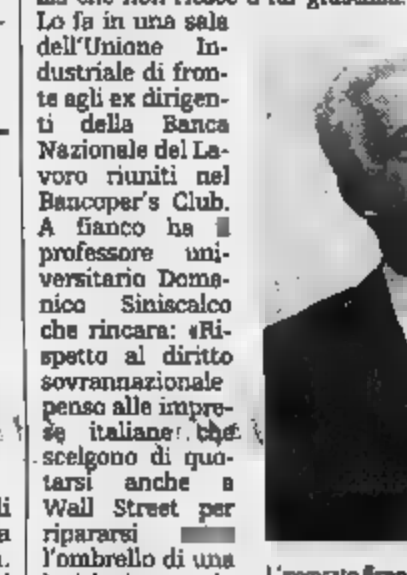 Lo fa in una sala
dell'Unione In-
dustriale di fron-
te agli ex dirigen-
ti della Banca
Nazionale del La-
voro riuniti nel
Bancoper's Club.
A fianco ha
professore uni-
versitario Dome-
nico Siniscalco
che rincara: «Ri-
spetto al diritto
sovrannazionale
penso alle impre-
se italiane che
scelgono di quo-
tarsi anche a
Wall Street per
ripararsi
l'ombrello di una